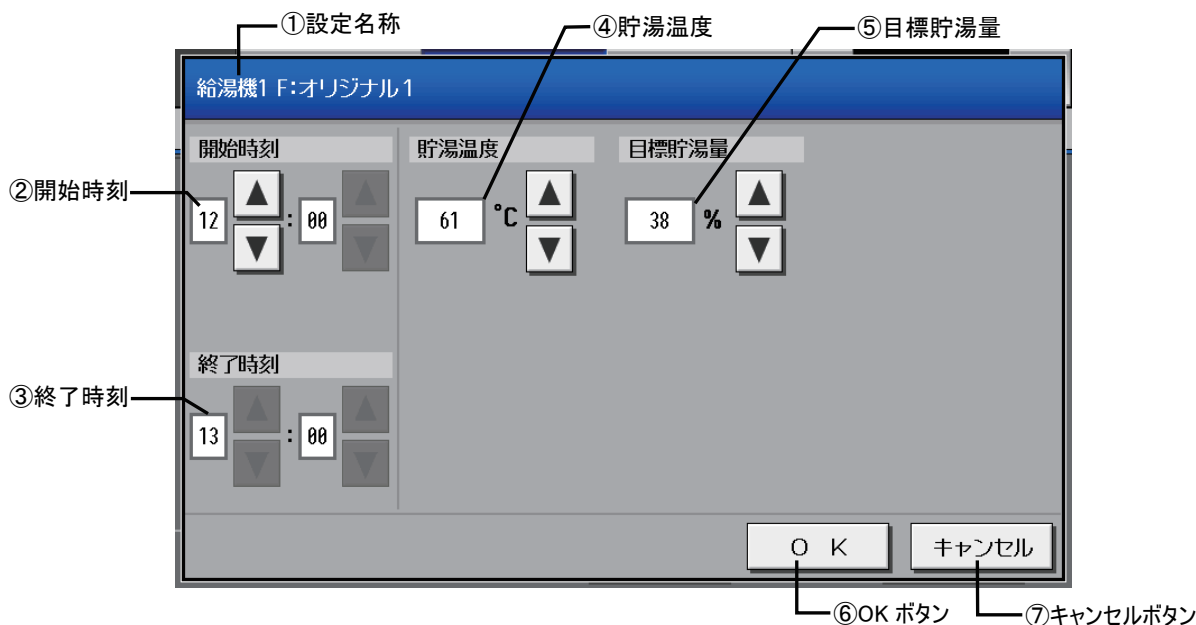 ①設定名称
④貯湯温度
⑤目標貯湯量
給湯機1 F:オリジナル1
開始時刻
貯湯温度
目標貯湯量
②開始時刻
12 : 00
61 °C
38 %
終了時刻
③終了時刻
13 : 00
O K
キャンセル
⑥OK ボタン
⑦キャンセルボタン